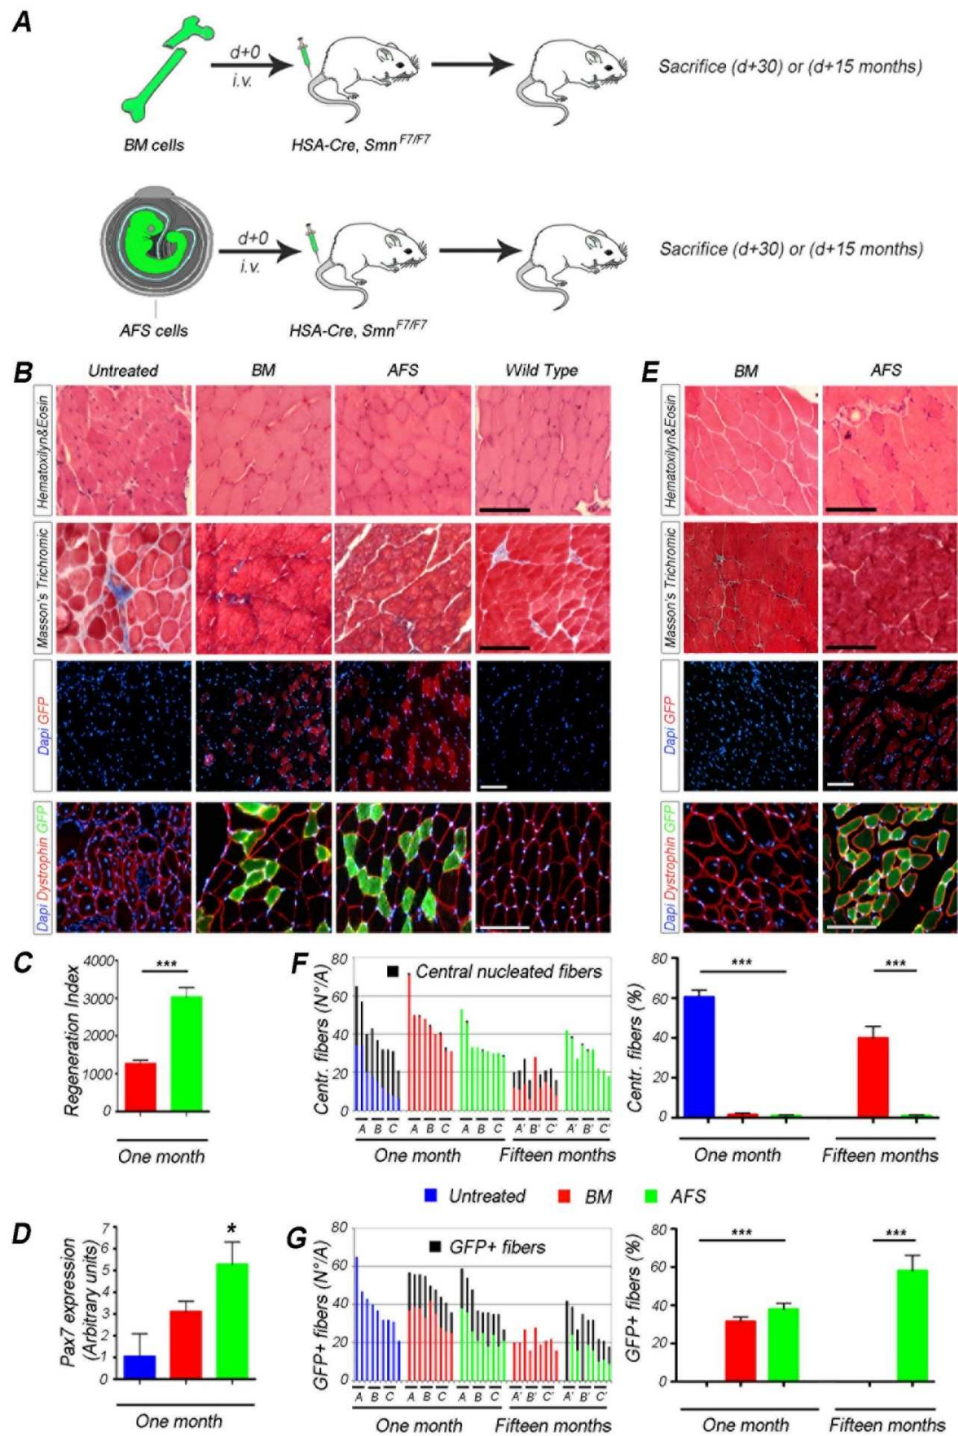 A
d+0
i.v.
Sacrifice (d+30) or (d+15 months)
BM cells
HSA-Cre, Smn F7/F7
d+0
i.v.
Sacrifice (d+30) or (d+15 months)
AFS cells
HSA-Cre, Smn F7/F7
B
Untreated
BM
AFS
Wild Type
Hematoxilyn&Eosin
Masson's Trichromic
Dapi GFP
Dapi Dystrophin GFP
E
BM
AFS
Hematoxilyn&Eosin
Masson's Trichromic
Dapi GFP
Dapi Dystrophin GFP
C
Regeneration Index
4000
3000
2000
1000
0
***
One month
F
Centr. fibers (N°/A)
80
60
40
20
0
Central nucleated fibers
A B C A B C A B C A' B' C' A' B' C'
One month
Fifteen months
Centr. fibers (%)
80
60
40
20
0
***
***
One month
Fifteen months
Untreated
BM
AFS
D
Pax7 expression
(Arbitrary units)
7
6
5
4
3
2
1
0
*
One month
G
GFP+ fibers (N°/A)
80
60
40
20
0
GFP+ fibers
A B C A B C A B C A' B' C' A' B' C'
One month
Fifteen months
GFP+ fibers (%)
80
60
40
20
0
***
***
One month
Fifteen months